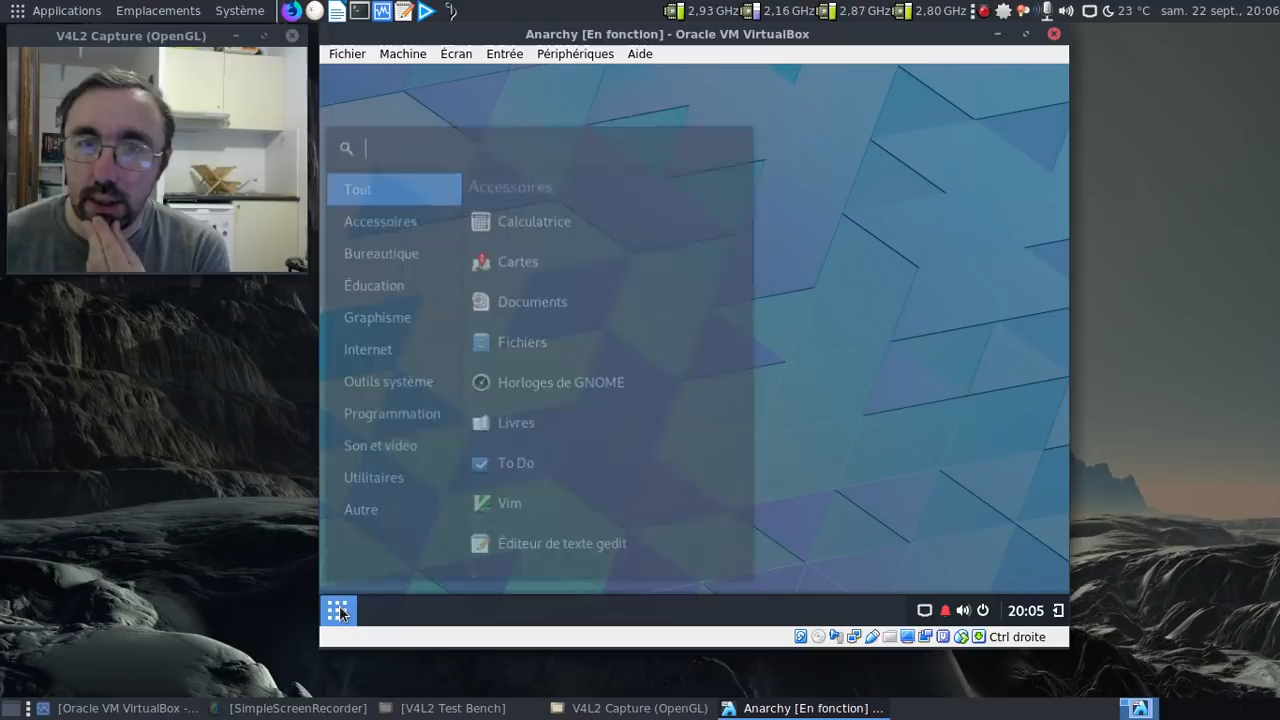 Applications Emplacements Système 2,93 GHz 2,16 GHz 2,87 GHz 2,80 GHz 23 °C sam. 22 sept., 20:06
V4L2 Capture (OpenGL)
Anarchy [En fonction] - Oracle VM VirtualBox
Fichier Machine Écran Entrée Périphériques Aide
Tout
Accessoires
Bureautique
Éducation
Graphisme
Internet
Outils système
Programmation
Son et vidéo
Utilitaires
Autre
Accessoires
Calculatrice
Cartes
Documents
Fichiers
Horloges de GNOME
Livres
To Do
Vim
Éditeur de texte gedit
20:05
Ctrl droite
[Oracle VM VirtualBox -... [SimpleScreenRecorder] [V4L2 Test Bench] V4L2 Capture (OpenGL) Anarchy [En fonction] ...